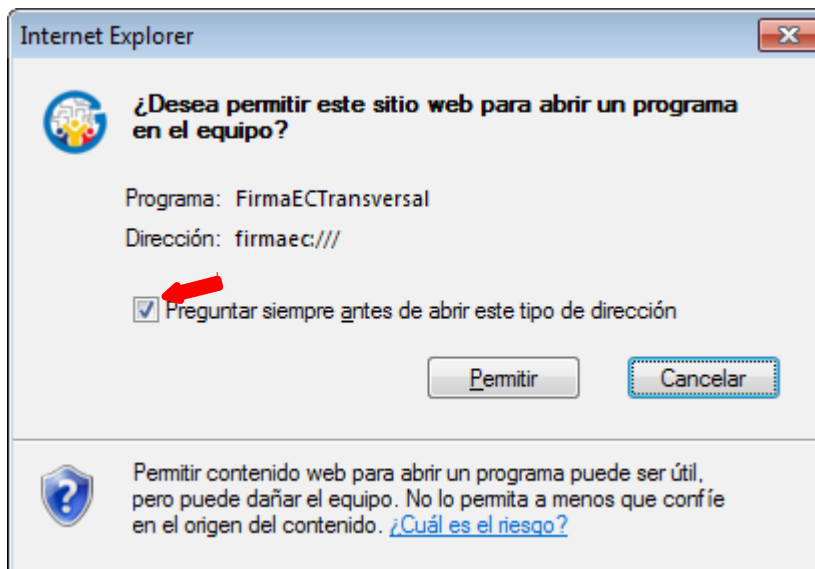 Internet Explorer
¿Desea permitir este sitio web para abrir un programa
en el equipo?
Programa: FirmaECTransversal
Dirección: firmaec:///
Preguntar siempre antes de abrir este tipo de dirección
Permitir
Cancelar
Permitir contenido web para abrir un programa puede ser útil,
pero puede dañar el equipo. No lo permita a menos que confíe
en el origen del contenido. ¿Cuál es el riesgo?